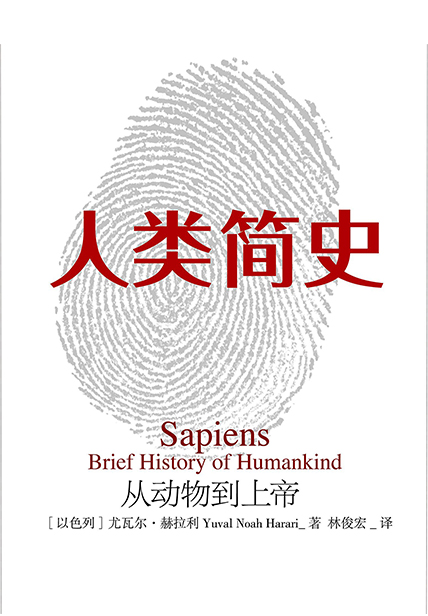 人类简史
Sapiens
Brief History of Humankind
从动物到上帝
[以色列] 尤瓦尔·赫拉利 Yuval Noah Harari_ 著 林俊宏 _ 译